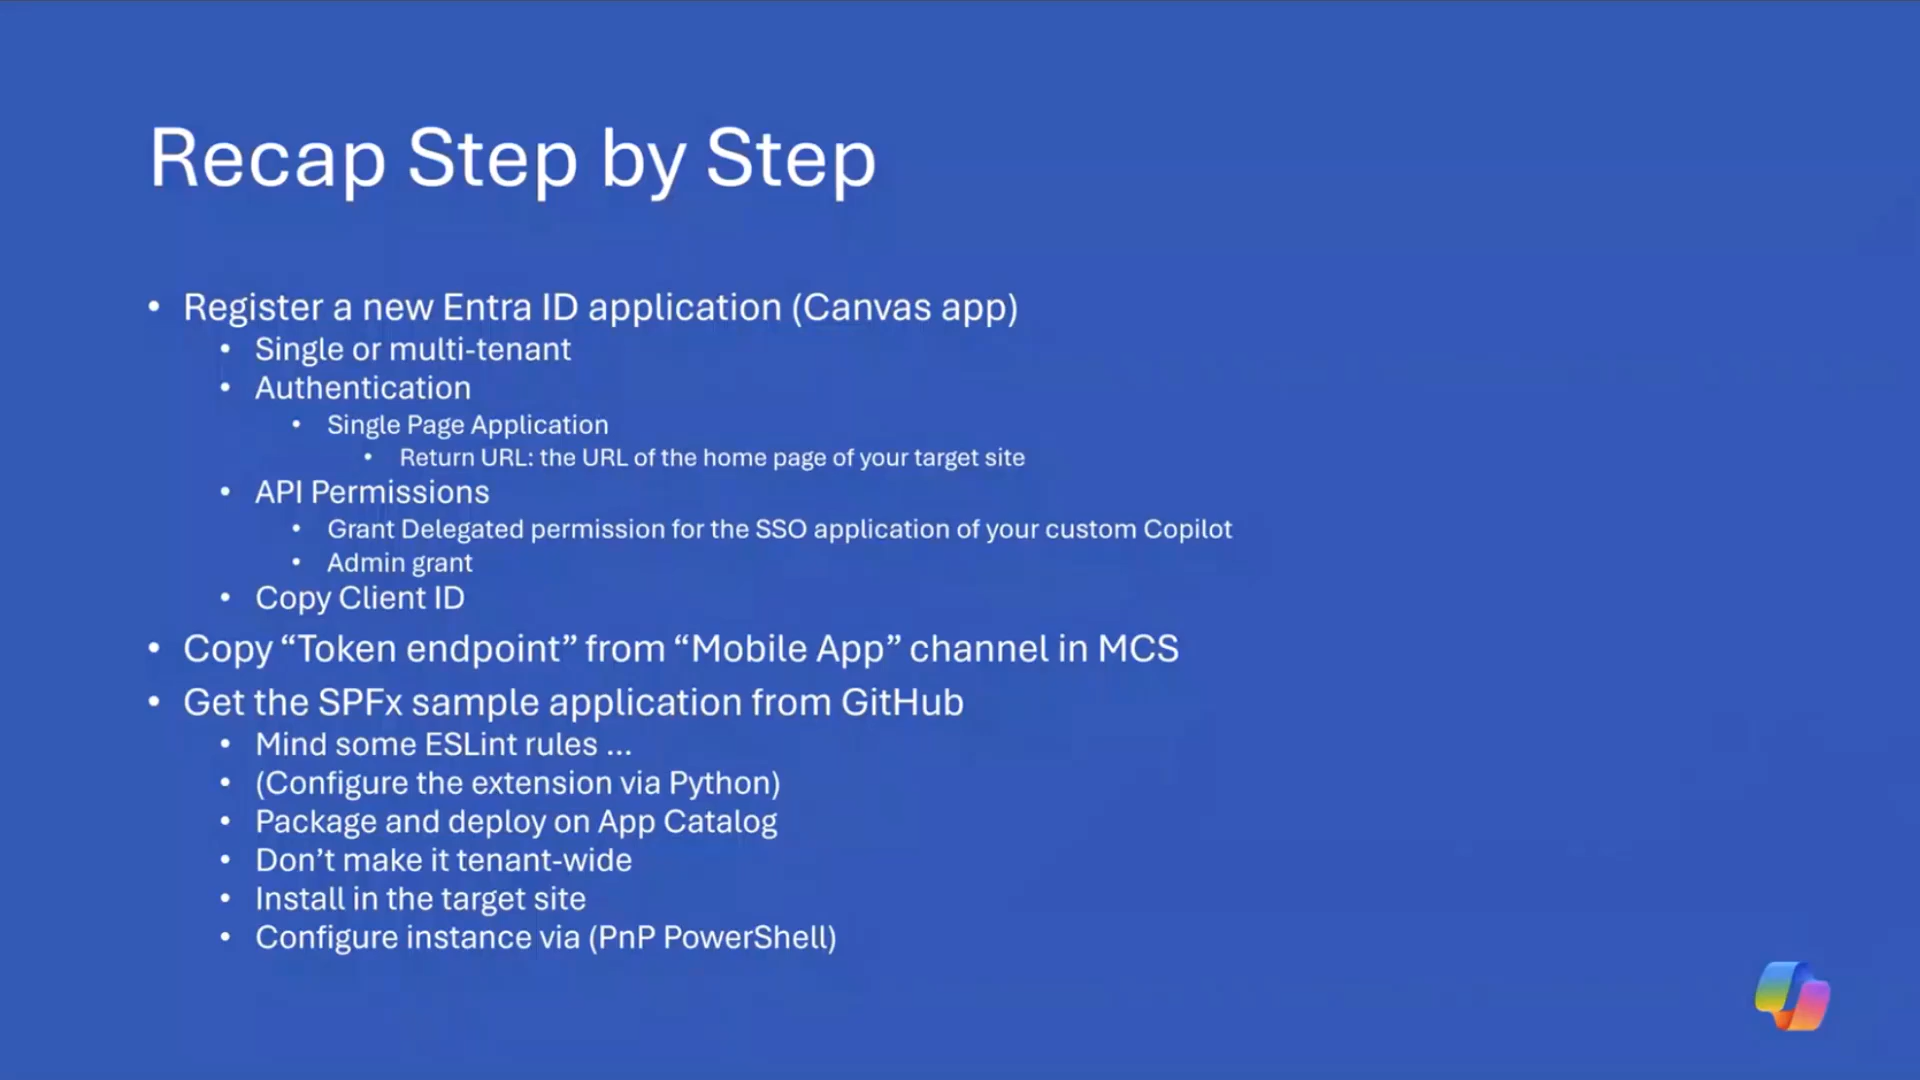 Recap Step by Step
• Register a new Entra ID application (Canvas app)
• Single or multi-tenant
• Authentication
• Single Page Application
• Return URL: the URL of the home page of your target site
• API Permissions
• Grant Delegated permission for the SSO application of your custom Copilot
• Admin grant
• Copy Client ID
• Copy “Token endpoint” from “Mobile App” channel in MCS
• Get the SPFx sample application from GitHub
• Mind some ESLint rules ...
• (Configure the extension via Python)
• Package and deploy on App Catalog
• Don’t make it tenant-wide
• Install in the target site
• Configure instance via (PnP PowerShell)